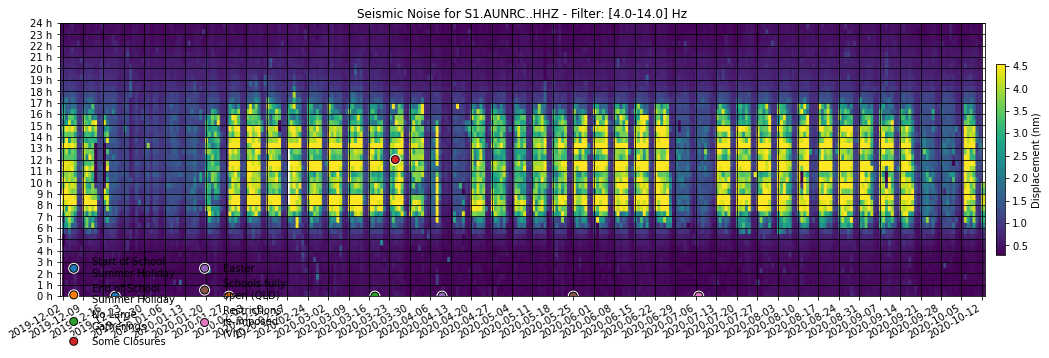 Seismic Noise for S1.AUNRC..HHZ - Filter: [4.0-14.0] Hz
24 h
23 h
22 h
21 h
20 h
19 h
18 h
17 h
16 h
15 h
14 h
13 h
12 h
11 h
10 h
9 h
8 h
7 h
6 h
5 h
4 h
3 h
2 h
1 h
0 h
4.5
4.0
3.5
3.0
2.5
2.0
1.5
1.0
0.5
Displacement (nm)
Start of School
Summer Holiday
End of School
Summer Holiday
No Large
Gatherings
Some Closures
Easter
Schools fully
open (QLD)
Restrictions
re-imposed
(VIC)
2019-12-02
2020-03-02
2020-03-09
2020-03-16
2020-03-23
2020-03-30
2020-04-06
2020-04-13
2020-04-20
2020-04-27
2020-05-04
2020-05-11
2020-05-18
2020-05-25
2020-06-01
2020-06-08
2020-06-15
2020-06-22
2020-06-29
2020-07-06
2020-07-13
2020-07-20
2020-07-27
2020-08-03
2020-08-10
2020-08-17
2020-08-24
2020-08-31
2020-09-07
2020-09-14
2020-09-21
2020-09-28
2020-10-05
2020-10-12